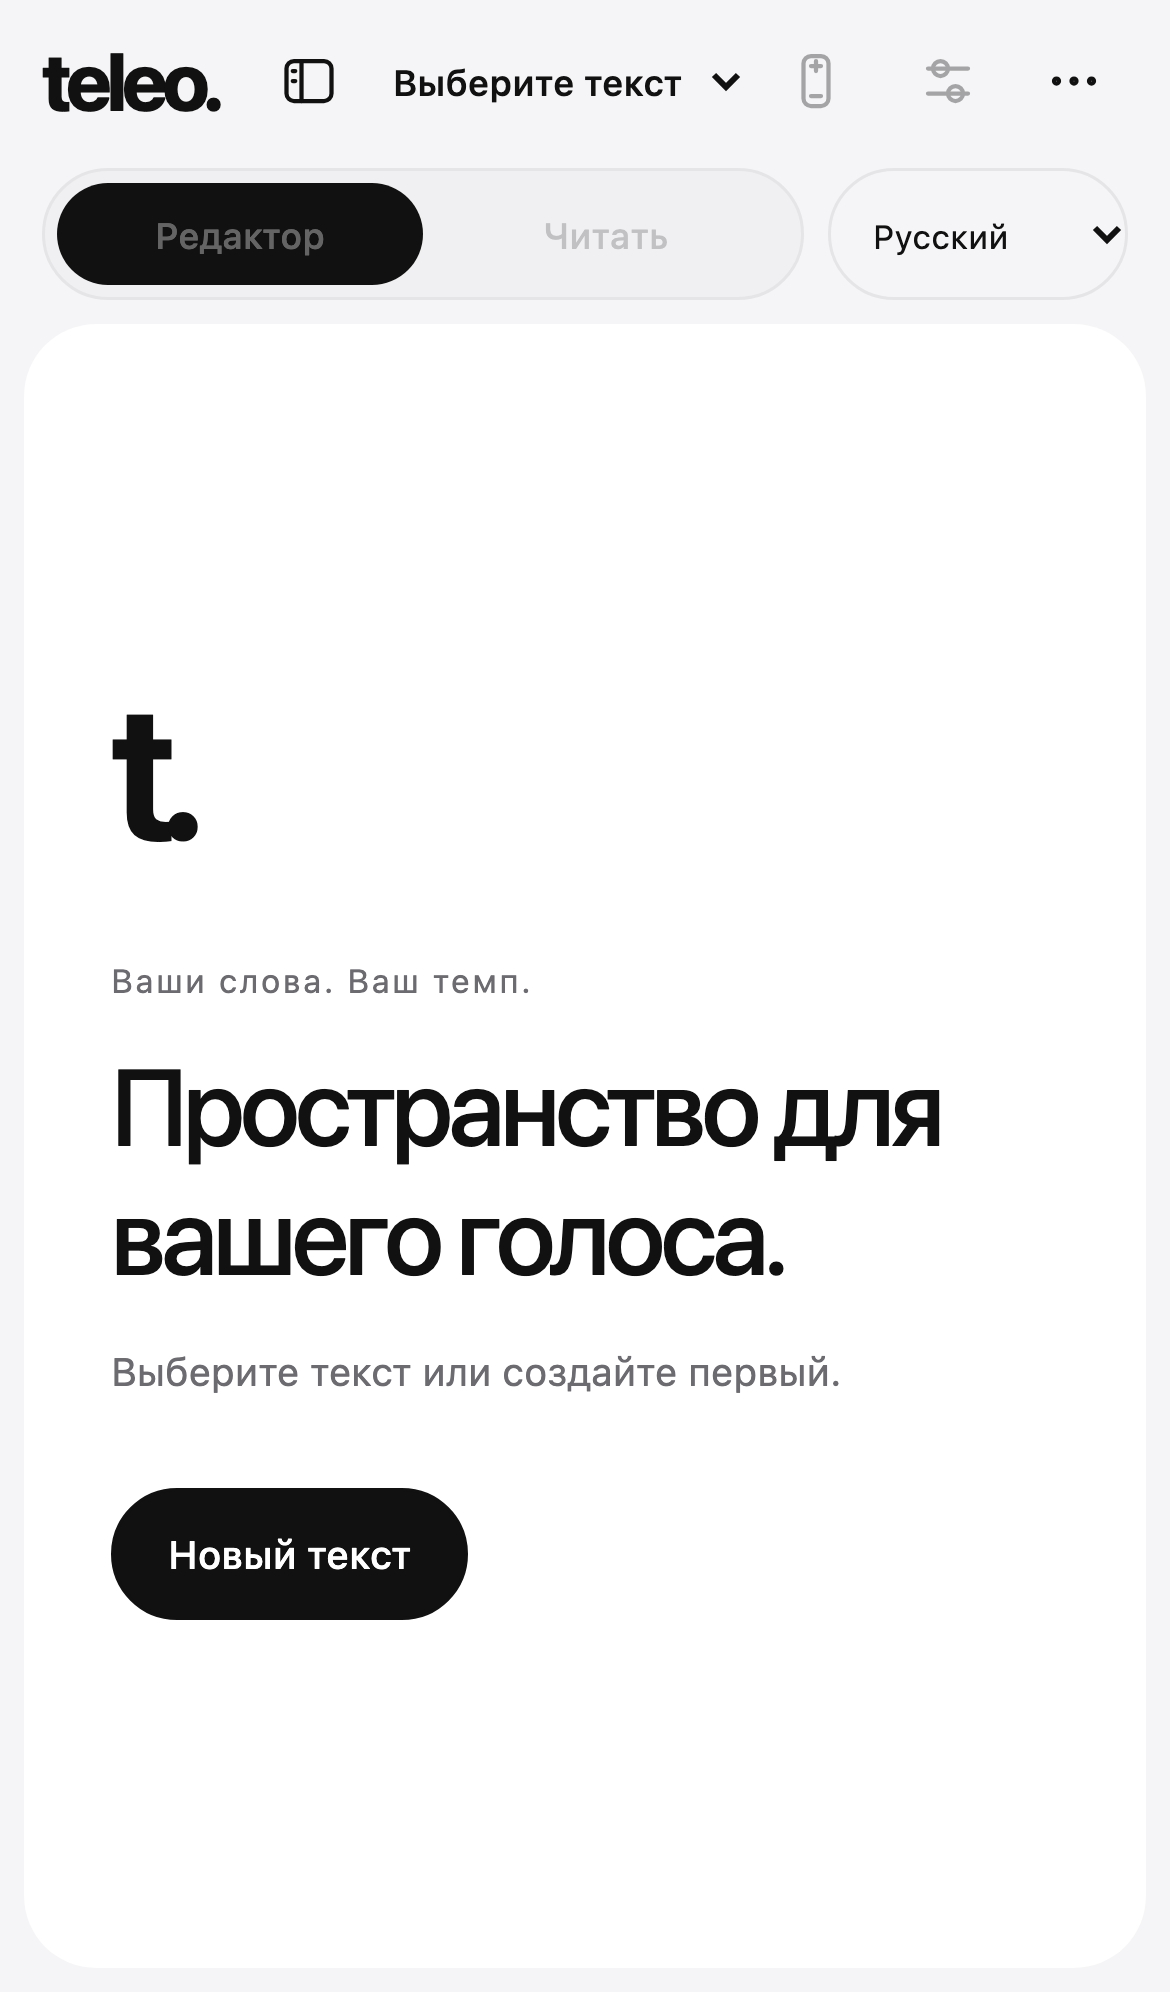 teleo.
Выберите текст
Редактор
Читать
Русский
t.
Ваши слова. Ваш темп.
Пространство для
вашего голоса.
Выберите текст или создайте первый.
Новый текст